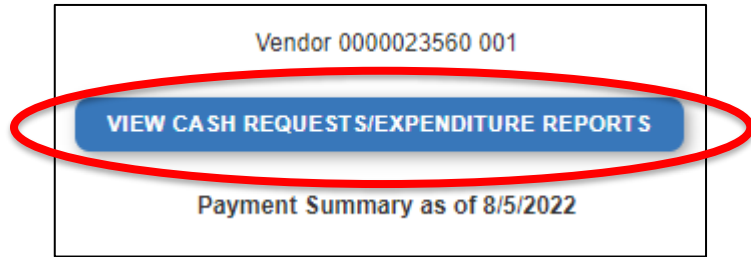 Vendor 0000023560 001
VIEW CASH REQUESTS/EXPENDITURE REPORTS
Payment Summary as of 8/5/2022